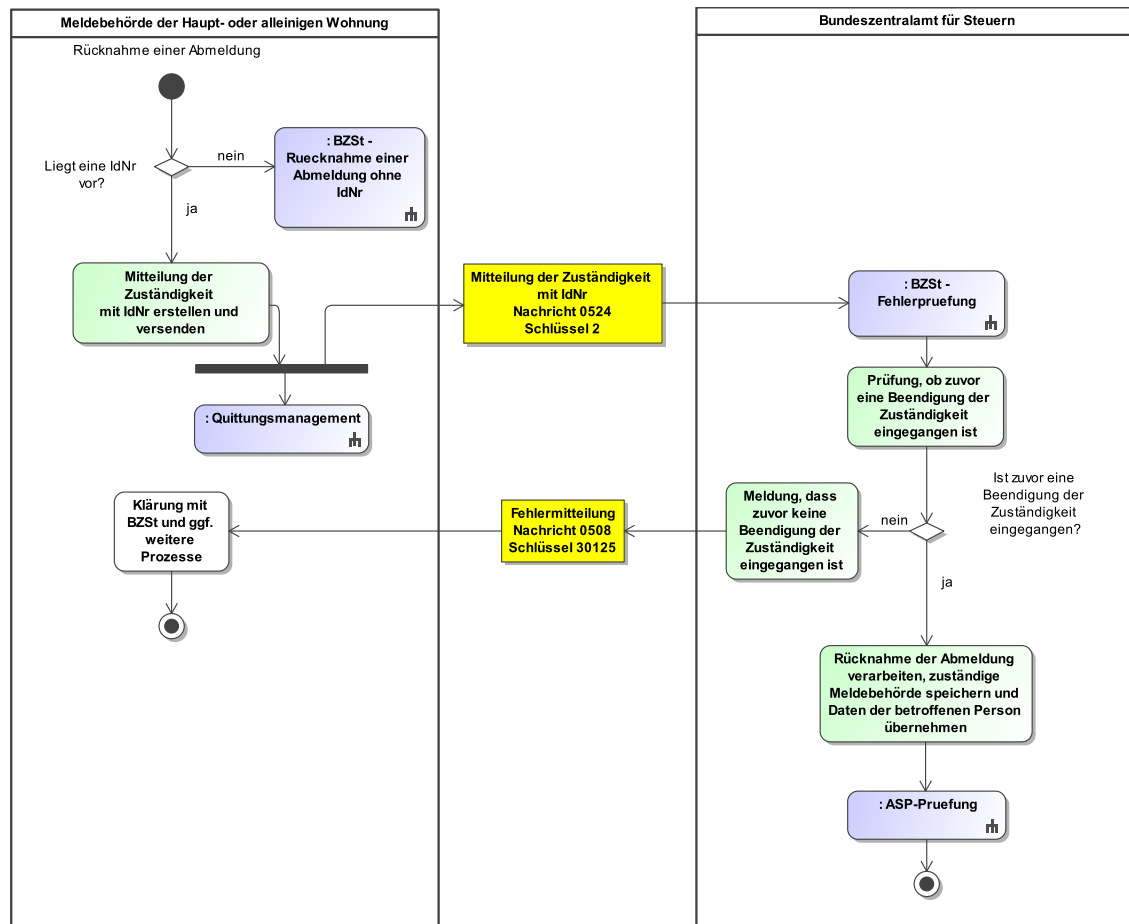 Meldebehörde der Haupt- oder alleinigen Wohnung
Rücknahme einer Abmeldung
Liegt eine IdNr
vor?
nein
ja
: BZSt -
Ruecknahme einer
Abmeldung ohne
IdNr
Mitteilung der
Zuständigkeit
mit IdNr erstellen und
versenden
: Quittungsmanagement
Mitteilung der Zuständigkeit
mit IdNr
Nachricht 0524
Schlüssel 2
Bundeszentralamt für Steuern
: BZSt -
Fehlerpruefung
Prüfung, ob zuvor
eine Beendigung der
Zuständigkeit
eingegangen ist
Ist zuvor eine
Beendigung der
Zuständigkeit
eingegangen?
nein
ja
Meldung, dass
zuvor keine
Beendigung der
Zuständigkeit
eingegangen ist
Fehlermitteilung
Nachricht 0508
Schlüssel 30125
Klärung mit
BZSt und ggf.
weitere
Prozesse
Rücknahme der Abmeldung
verarbeiten, zuständige
Meldebehörde speichern und
Daten der betroffenen Person
übernehmen
: ASP-Pruefung